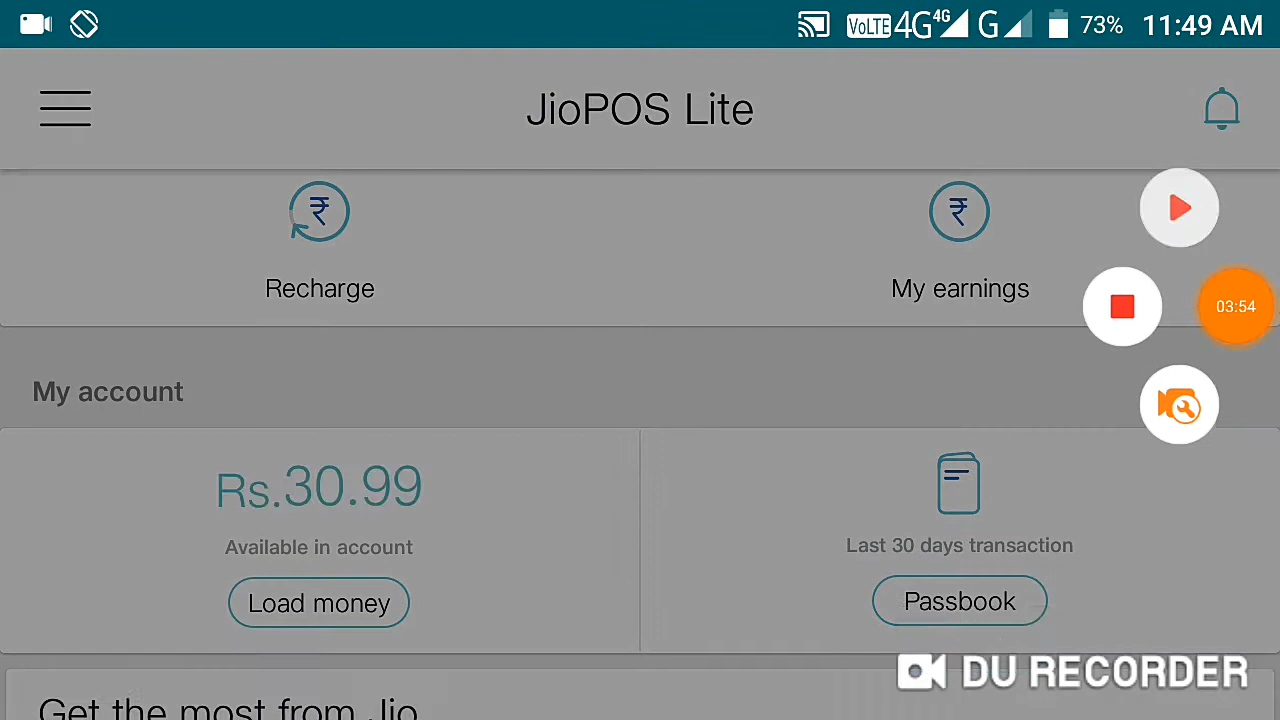 VoLTE 4G 4G G 73% 11:49 AM
JioPOS Lite
Recharge
My earnings
03:54
My account
Rs.30.99
Available in account
Load money
Last 30 days transaction
Passbook
DU RECORDER
Get the most from Jio